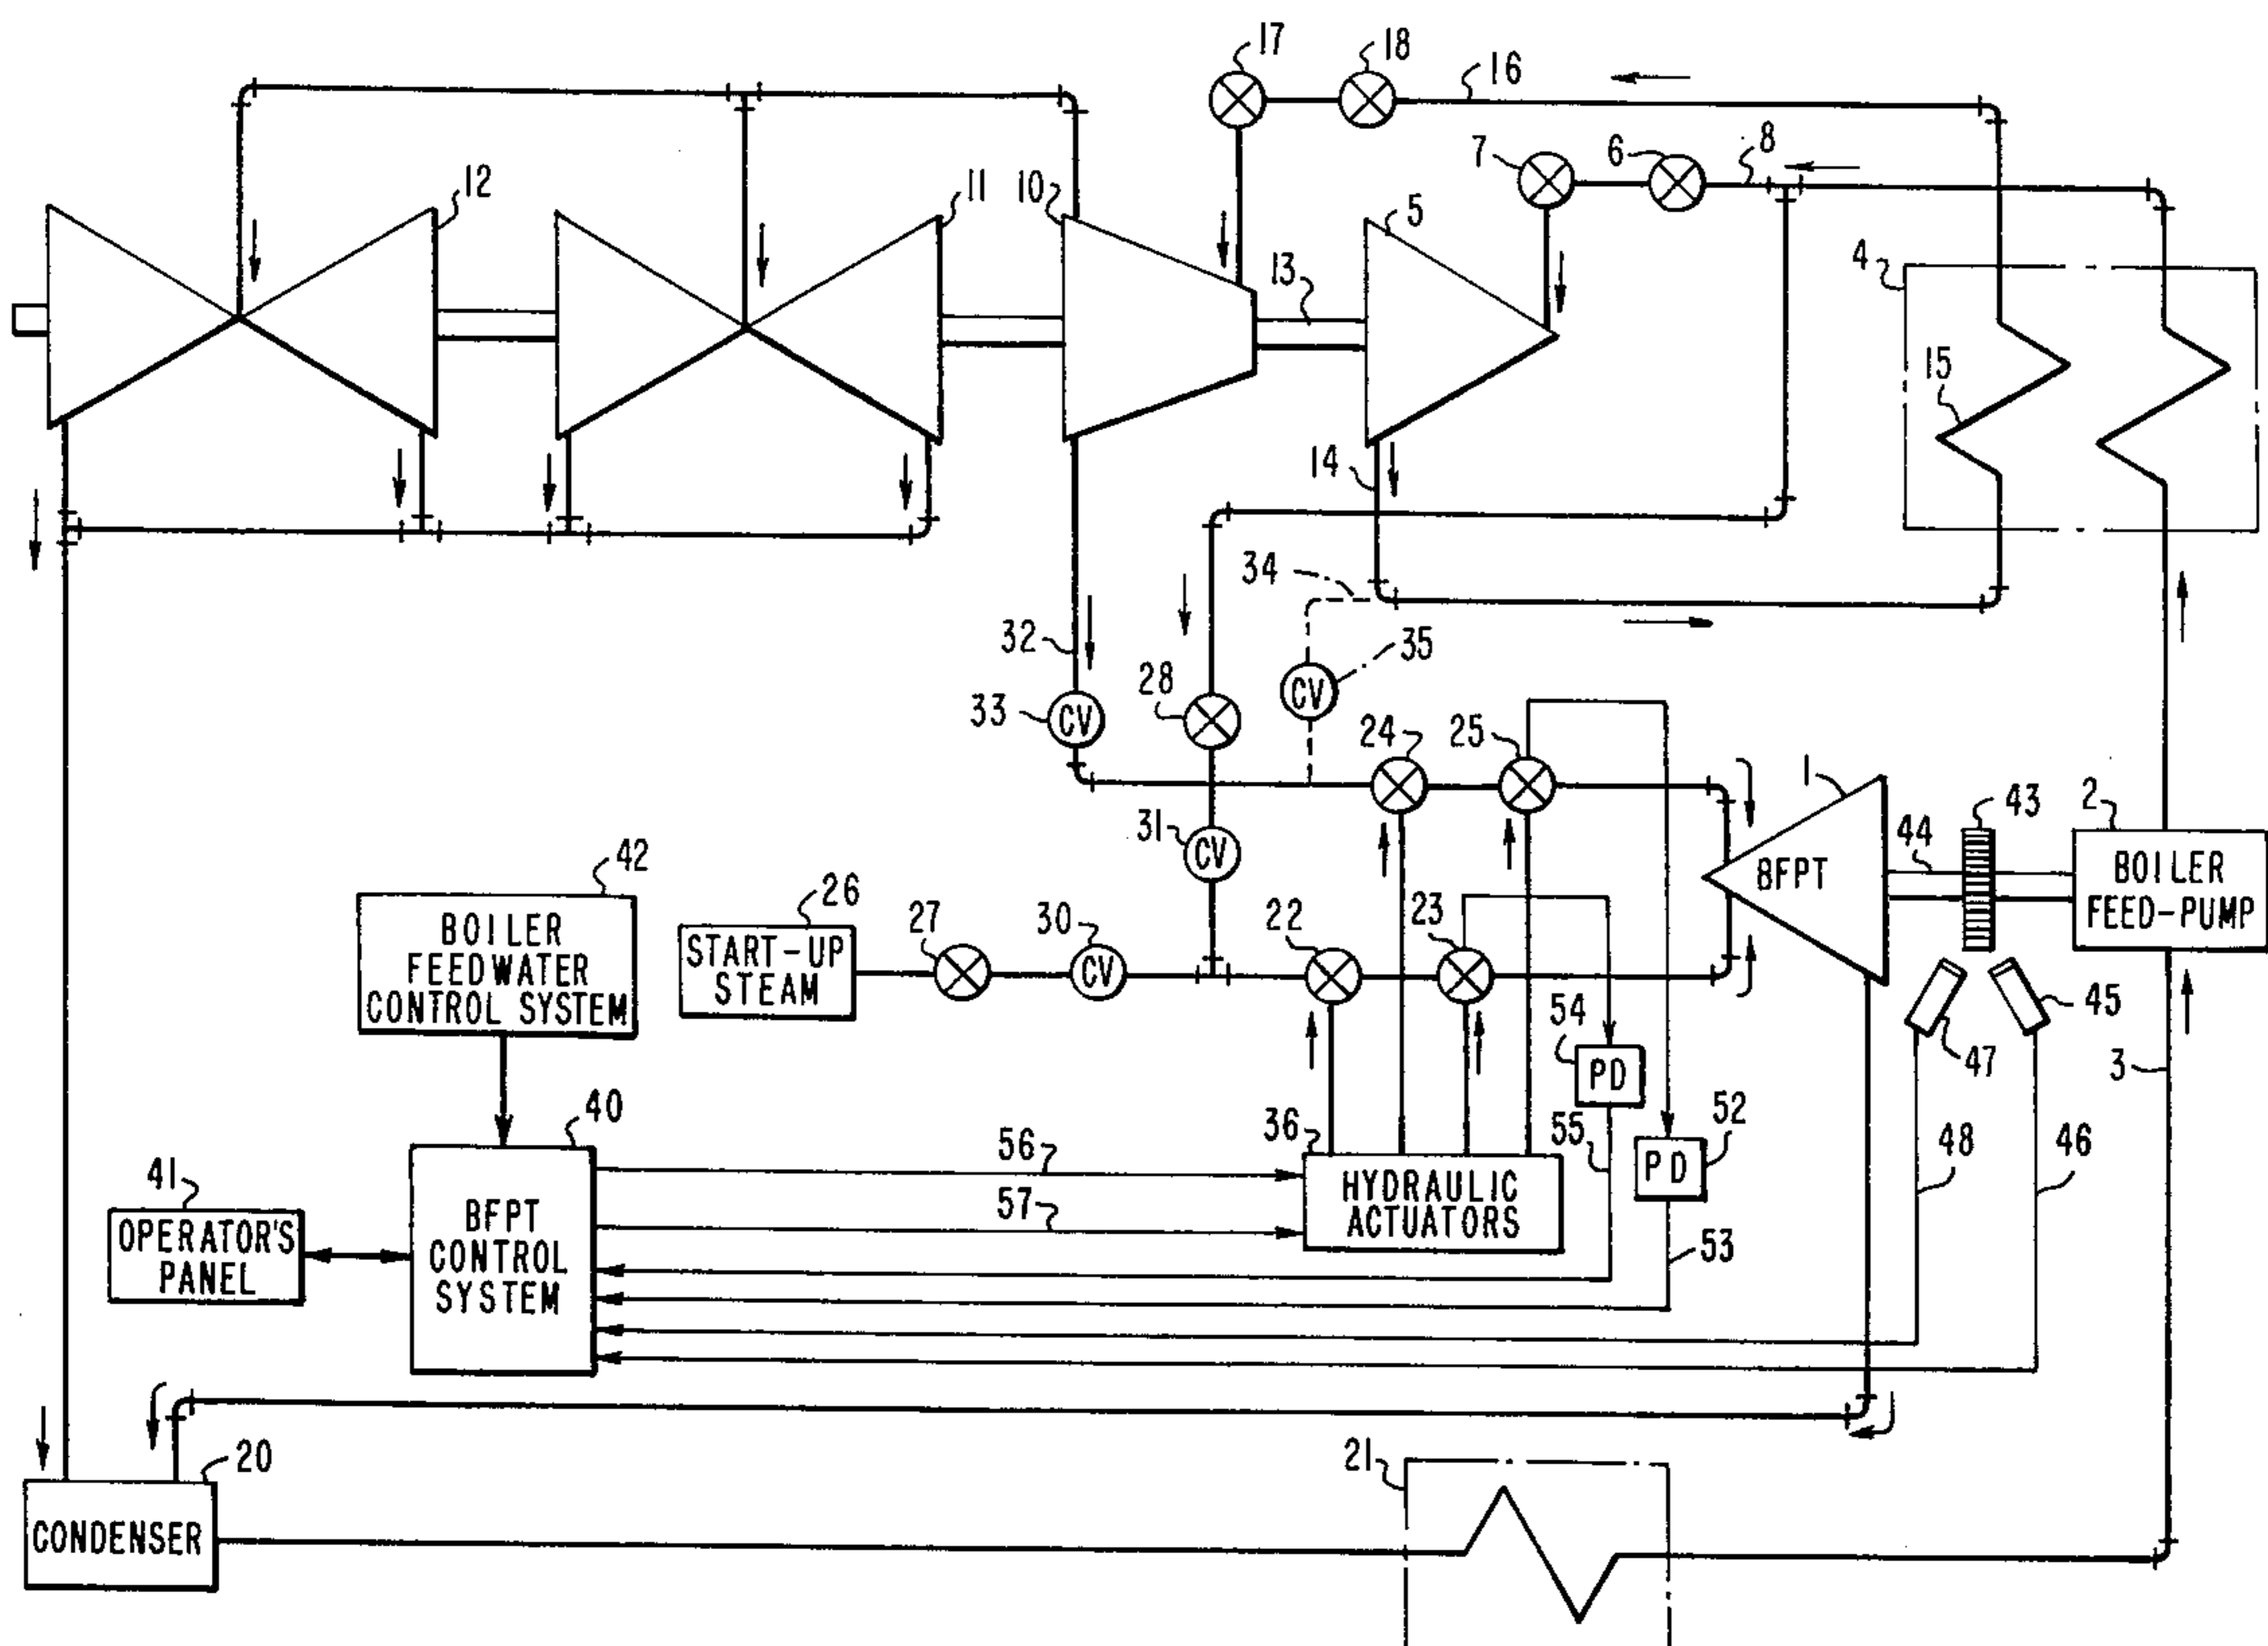 17
18
16
7
6
8
12
11
10
5
13
4
15
14
34
32
35
28
33
CV
CV
24
25
1
43
2
31
CV
44
BFPT
BOILER
FEED-PUMP
42
BOILER
FEEDWATER
CONTROL SYSTEM
26
START-UP
STEAM
27
30
CV
22
23
54
PD
47
45
3
40
56
36
55
52
PD
48
46
41
OPERATOR'S
PANEL
BFPT
CONTROL
SYSTEM
57
HYDRAULIC
ACTUATORS
53
20
CONDENSER
21